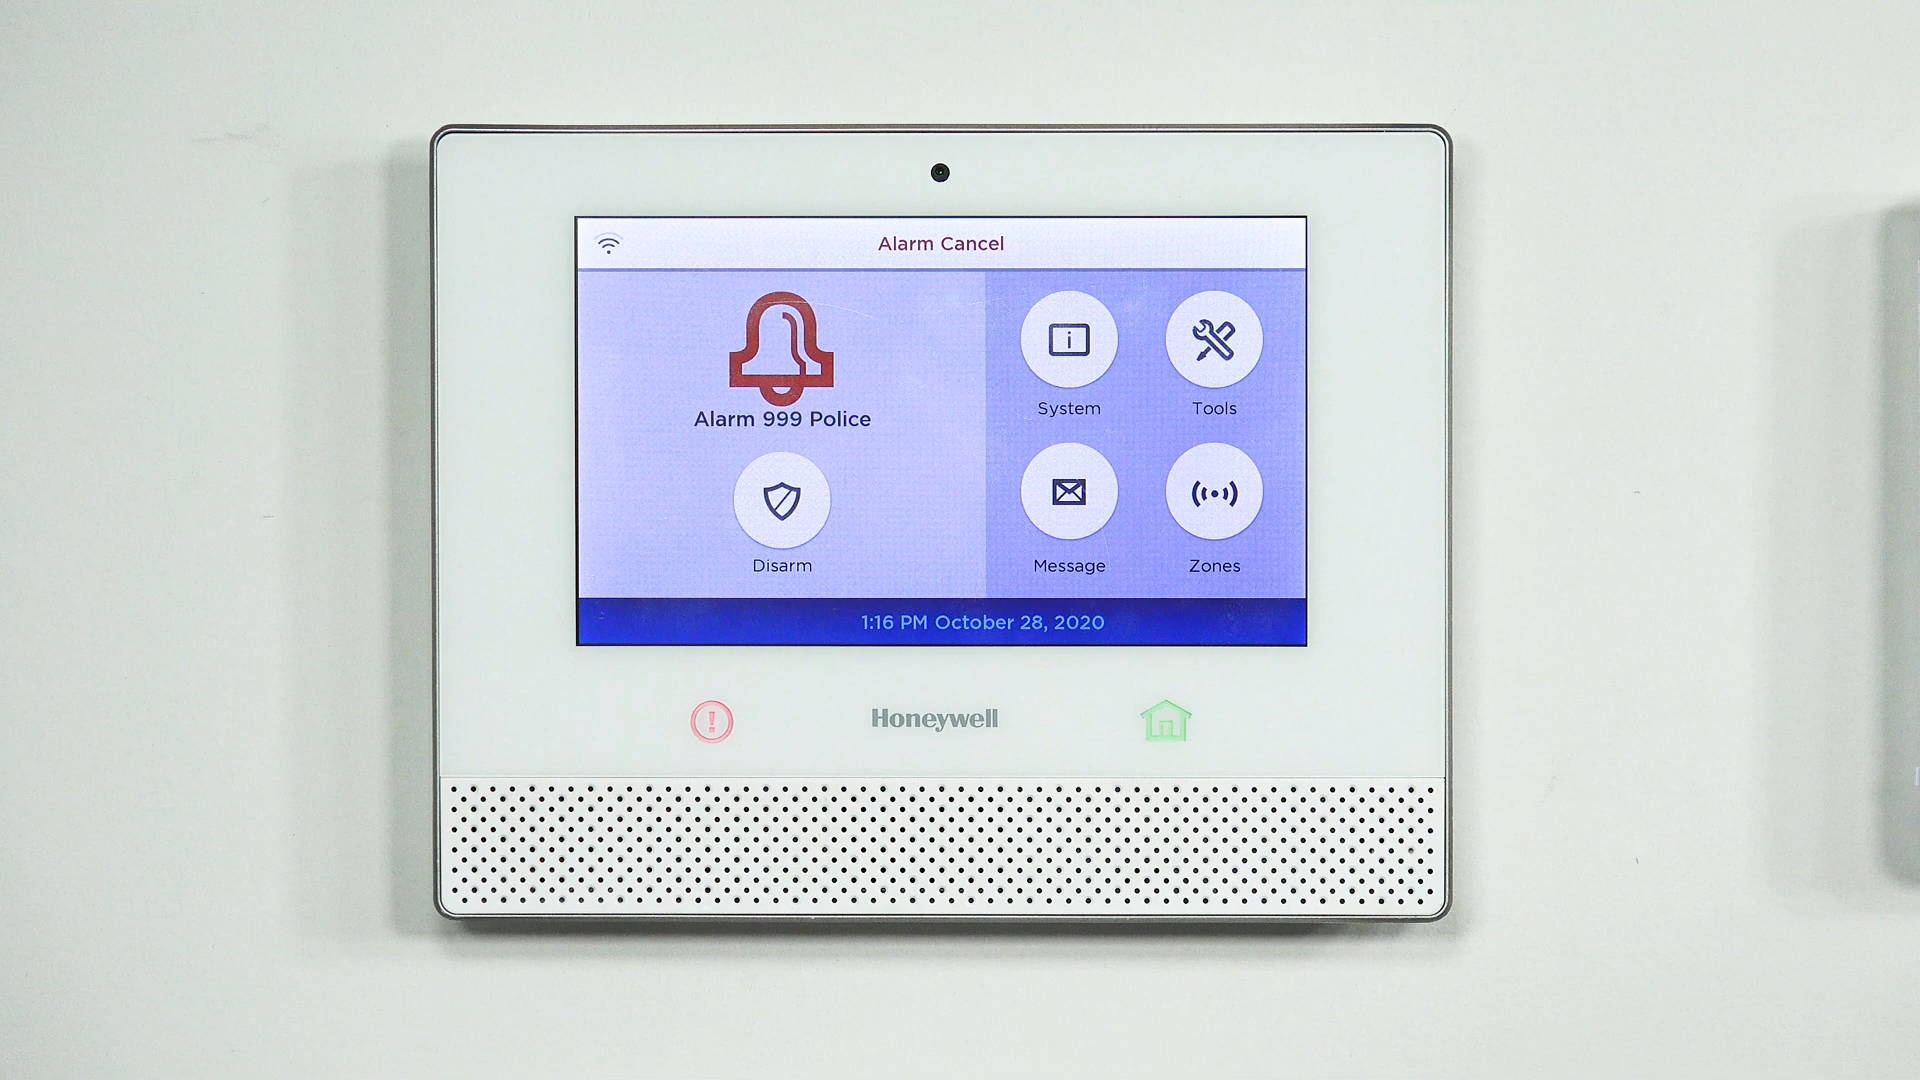 Alarm Cancel
Alarm 999 Police
Disarm
System
Tools
Message
Zones
1:16 PM October 28, 2020
Honeywell